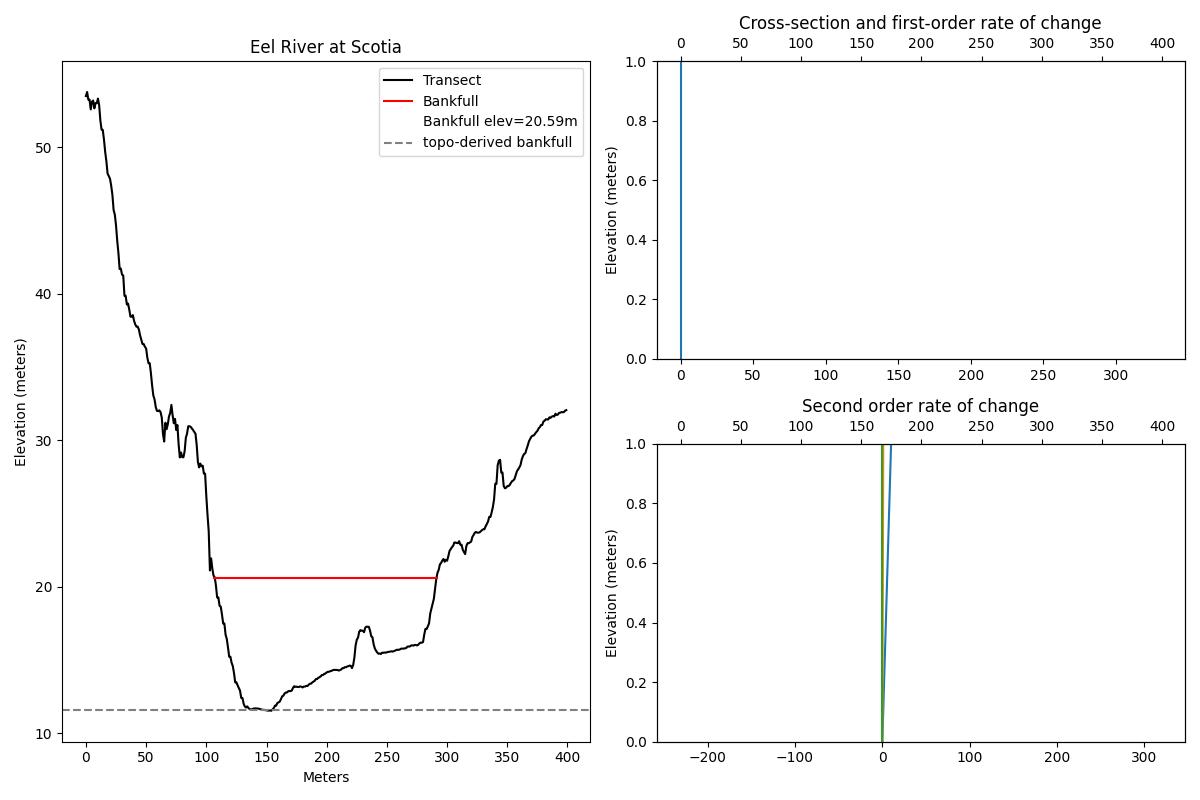 Eel River at Scotia
Transect
Bankfull
Bankfull elev=20.59m
topo-derived bankfull
50
40
30
20
10
Elevation (meters)
0 50 100 150 200 250 300 350 400
Meters
Cross-section and first-order rate of change
0 50 100 150 200 250 300 350 400
1.0
0.8
0.6
0.4
0.2
0.0
Elevation (meters)
0 50 100 150 200 250 300
Second order rate of change
0 50 100 150 200 250 300 350 400
1.0
0.8
0.6
0.4
0.2
0.0
Elevation (meters)
−200 −100 0 100 200 300